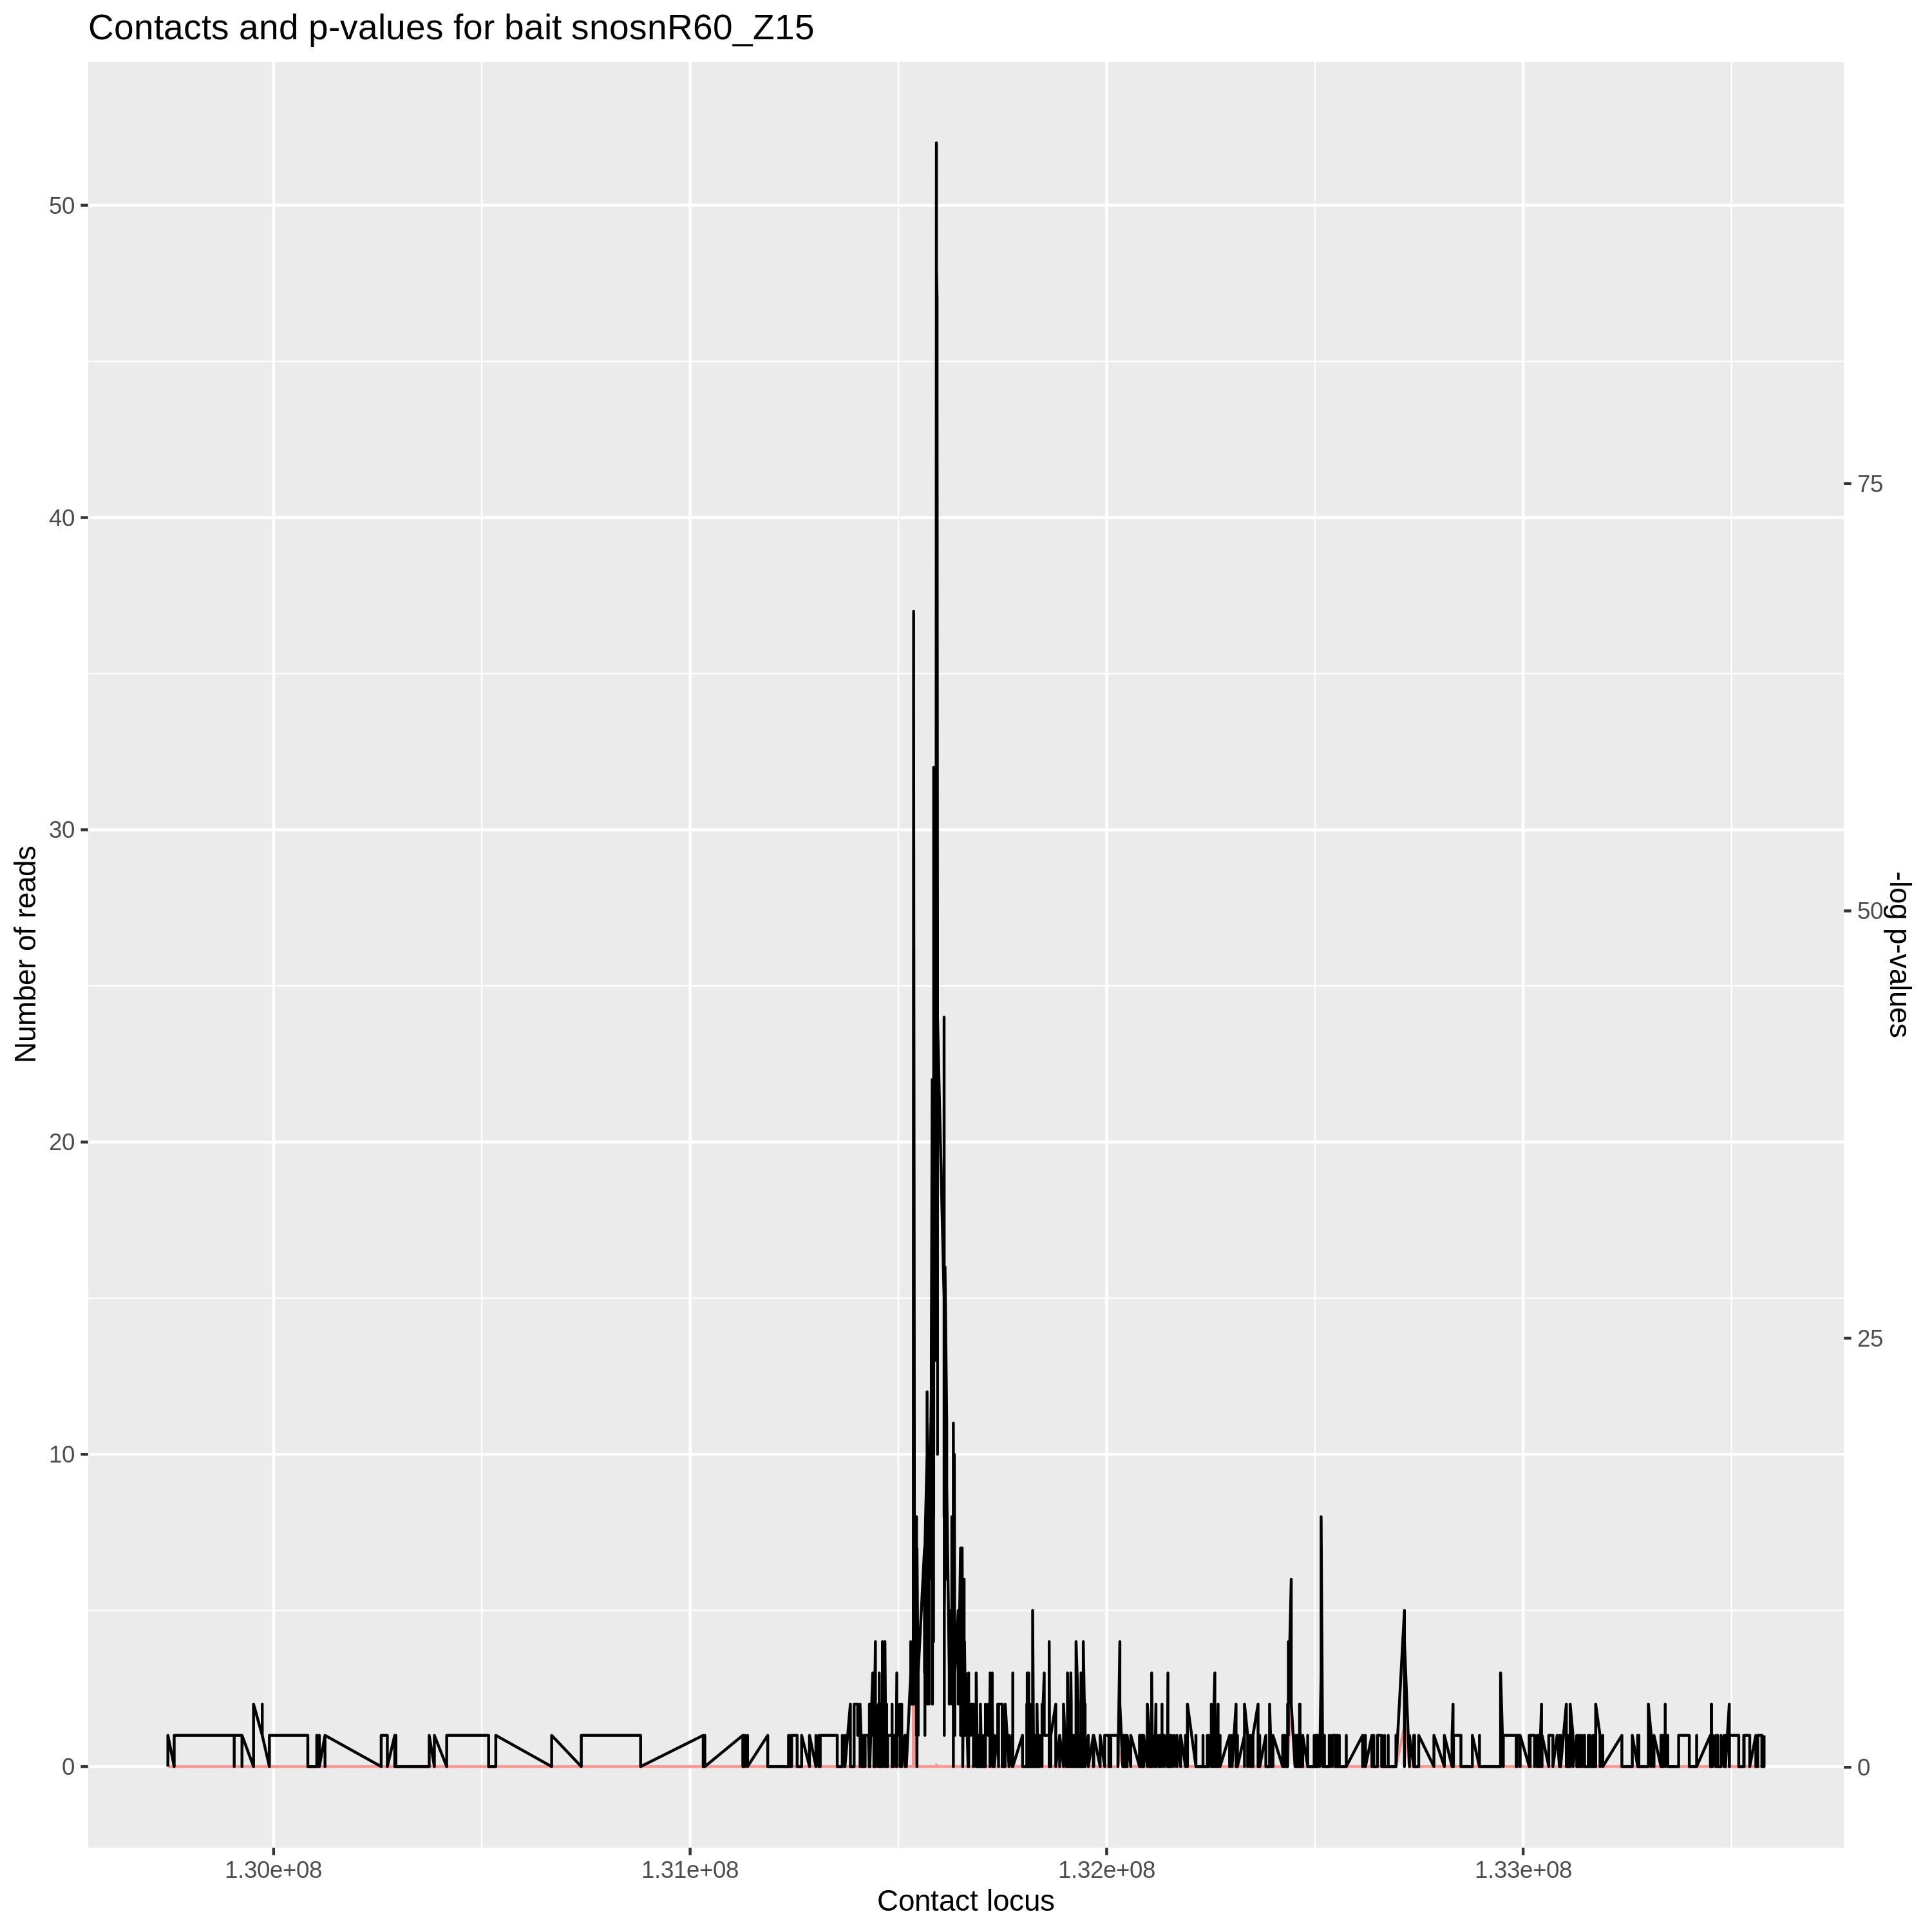 Contacts and p-values for bait snosnR60_Z15
50
40
30
20
10
0
Number of reads
75
50
25
0
-log p-values
1.30e+08
1.31e+08
1.32e+08
1.33e+08
Contact locus